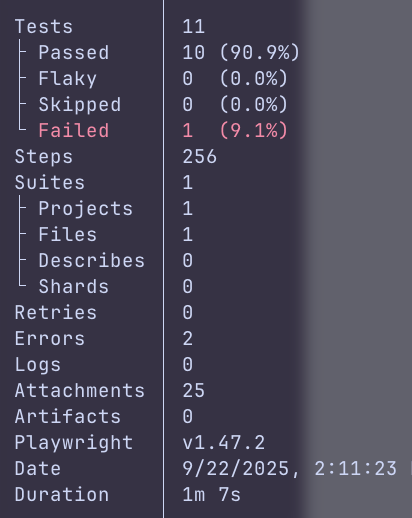 Tests 11
├ Passed 10 (90.9%)
├ Flaky 0 (0.0%)
├ Skipped 0 (0.0%)
└ Failed 1 (9.1%)
Steps 256
Suites 1
├ Projects 1
├ Files 1
├ Describes 0
└ Shards 0
Retries 0
Errors 2
Logs 0
Attachments 25
Artifacts 0
Playwright v1.47.2
Date 9/22/2025, 2:11:23
Duration 1m 7s